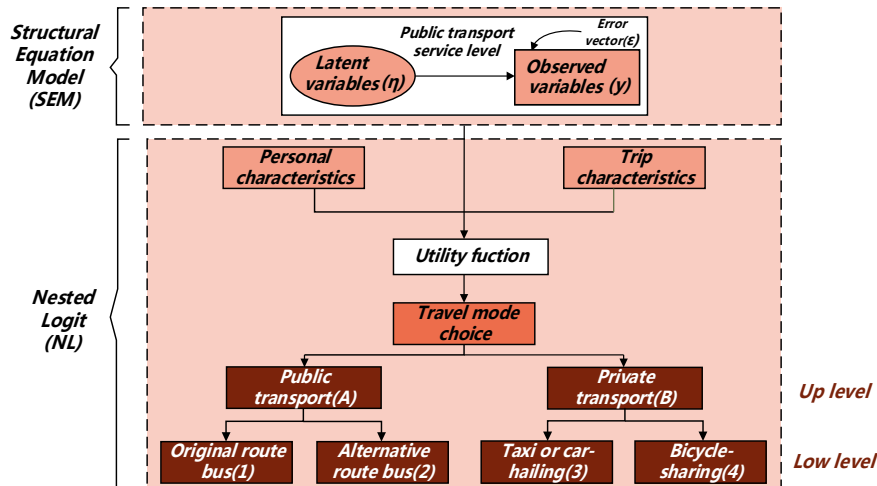 Structural
Equation
Model
(SEM)
Public transport
service level
Error
vector(ε)
Latent
variables(η)
Observed
variables (y)
Personal
characteristics
Trip
characteristics
Utility fuction
Nested
Logit
(NL)
Travel mode
choice
Public
transport(A)
Private
transport(B)
Up level
Original route
bus(1)
Alternative
route bus(2)
Taxi or car-
hailing(3)
Bicycle-
sharing(4)
Low level